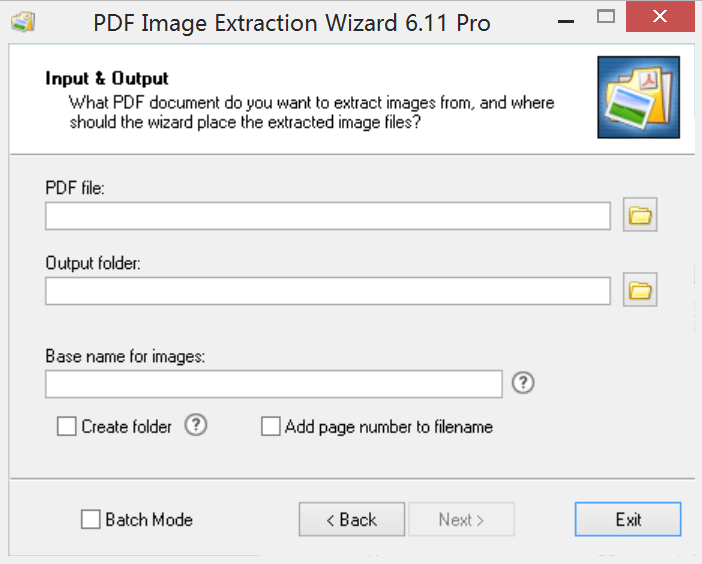 PDF Image Extraction Wizard 6.11 Pro
Input & Output
What PDF document do you want to extract images from, and where
should the wizard place the extracted image files?
PDF file:
Output folder:
Base name for images:
?
Create folder ? Add page number to filename
Batch Mode < Back Next > Exit